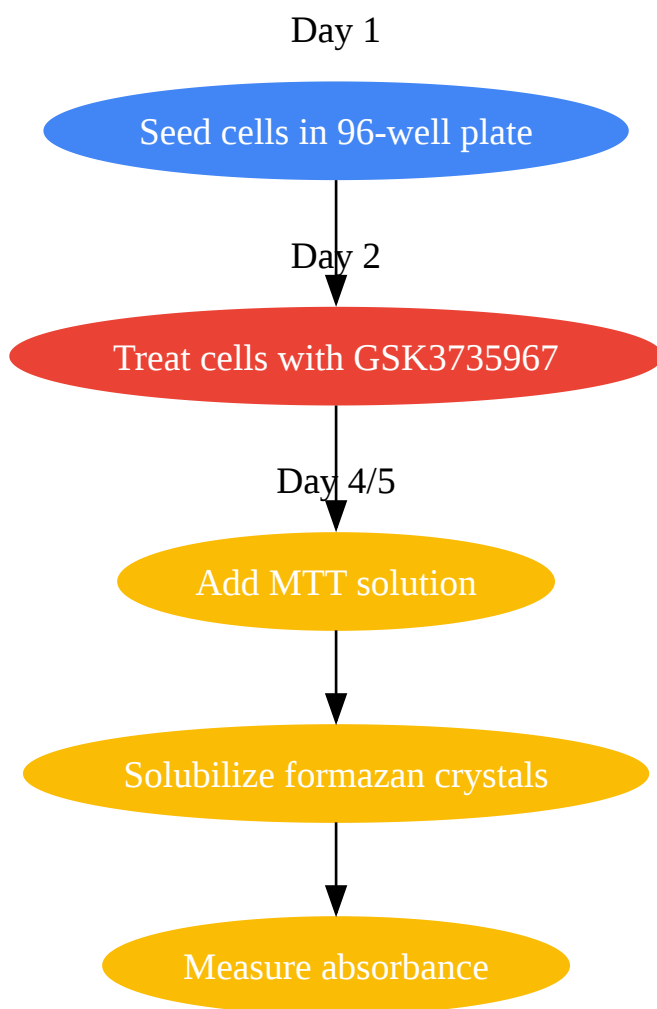 Day 1
Seed cells in 96-well plate
Day 2
Treat cells with GSK3735967
Day 4/5
Add MTT solution
Solubilize formazan crystals
Measure absorbance